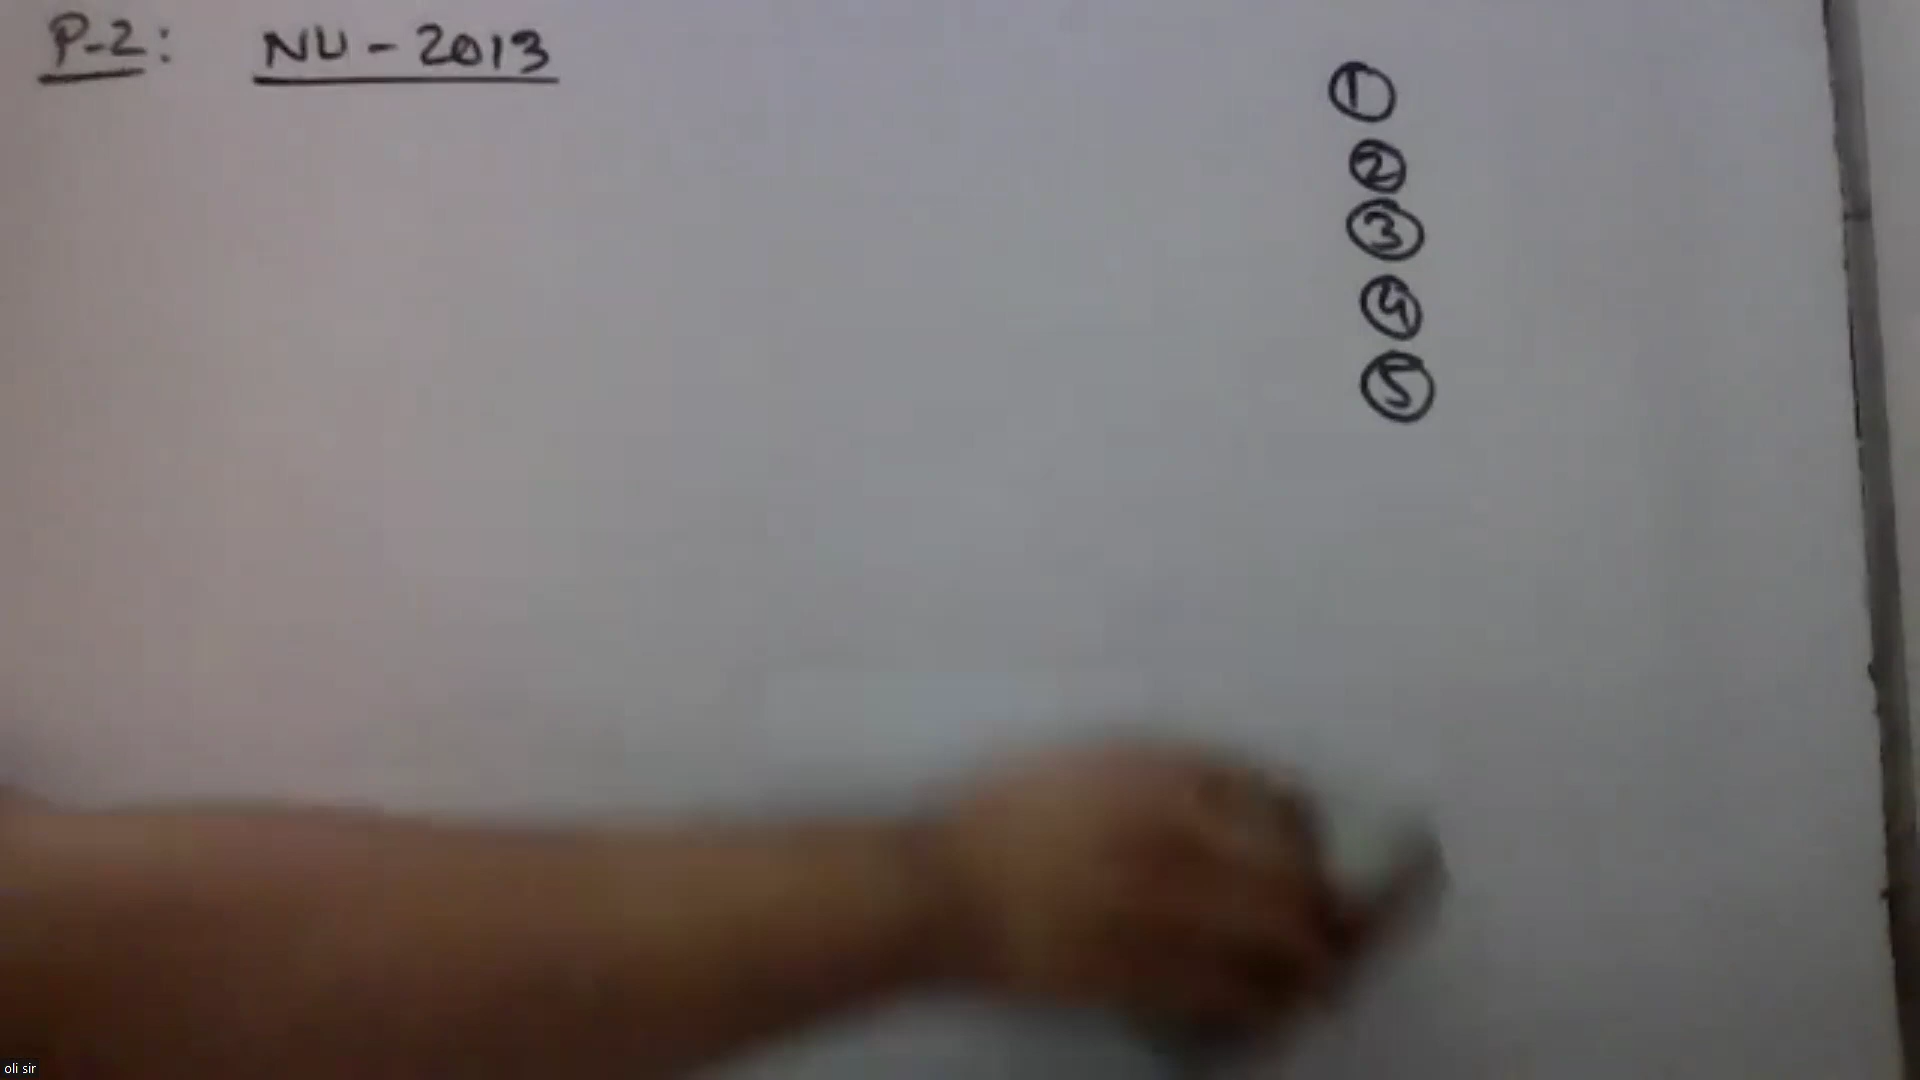 P-2: NU - 2013
①
②
③
④
⑤
oli sir